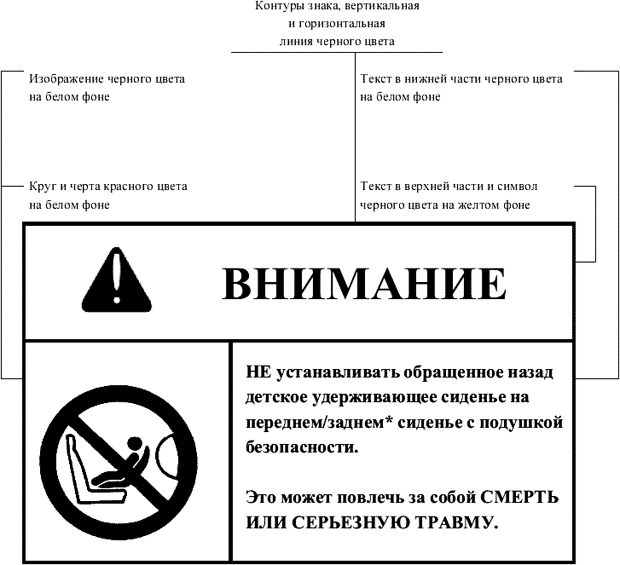 Контуры знака, вертикальная
и горизонтальная
линия черного цвета
Изображение черного цвета
на белом фоне
Текст в нижней части черного цвета
на белом фоне
Круг и черта красного цвета
на белом фоне
Текст в верхней части и символ
черного цвета на желтом фоне
ВНИМАНИЕ
НЕ устанавливать обращенное назад
детское удерживающее сиденье на
переднем/заднем* сиденье с подушкой
безопасности.
Это может повлечь за собой СМЕРТЬ
ИЛИ СЕРЬЕЗНУЮ ТРАВМУ.